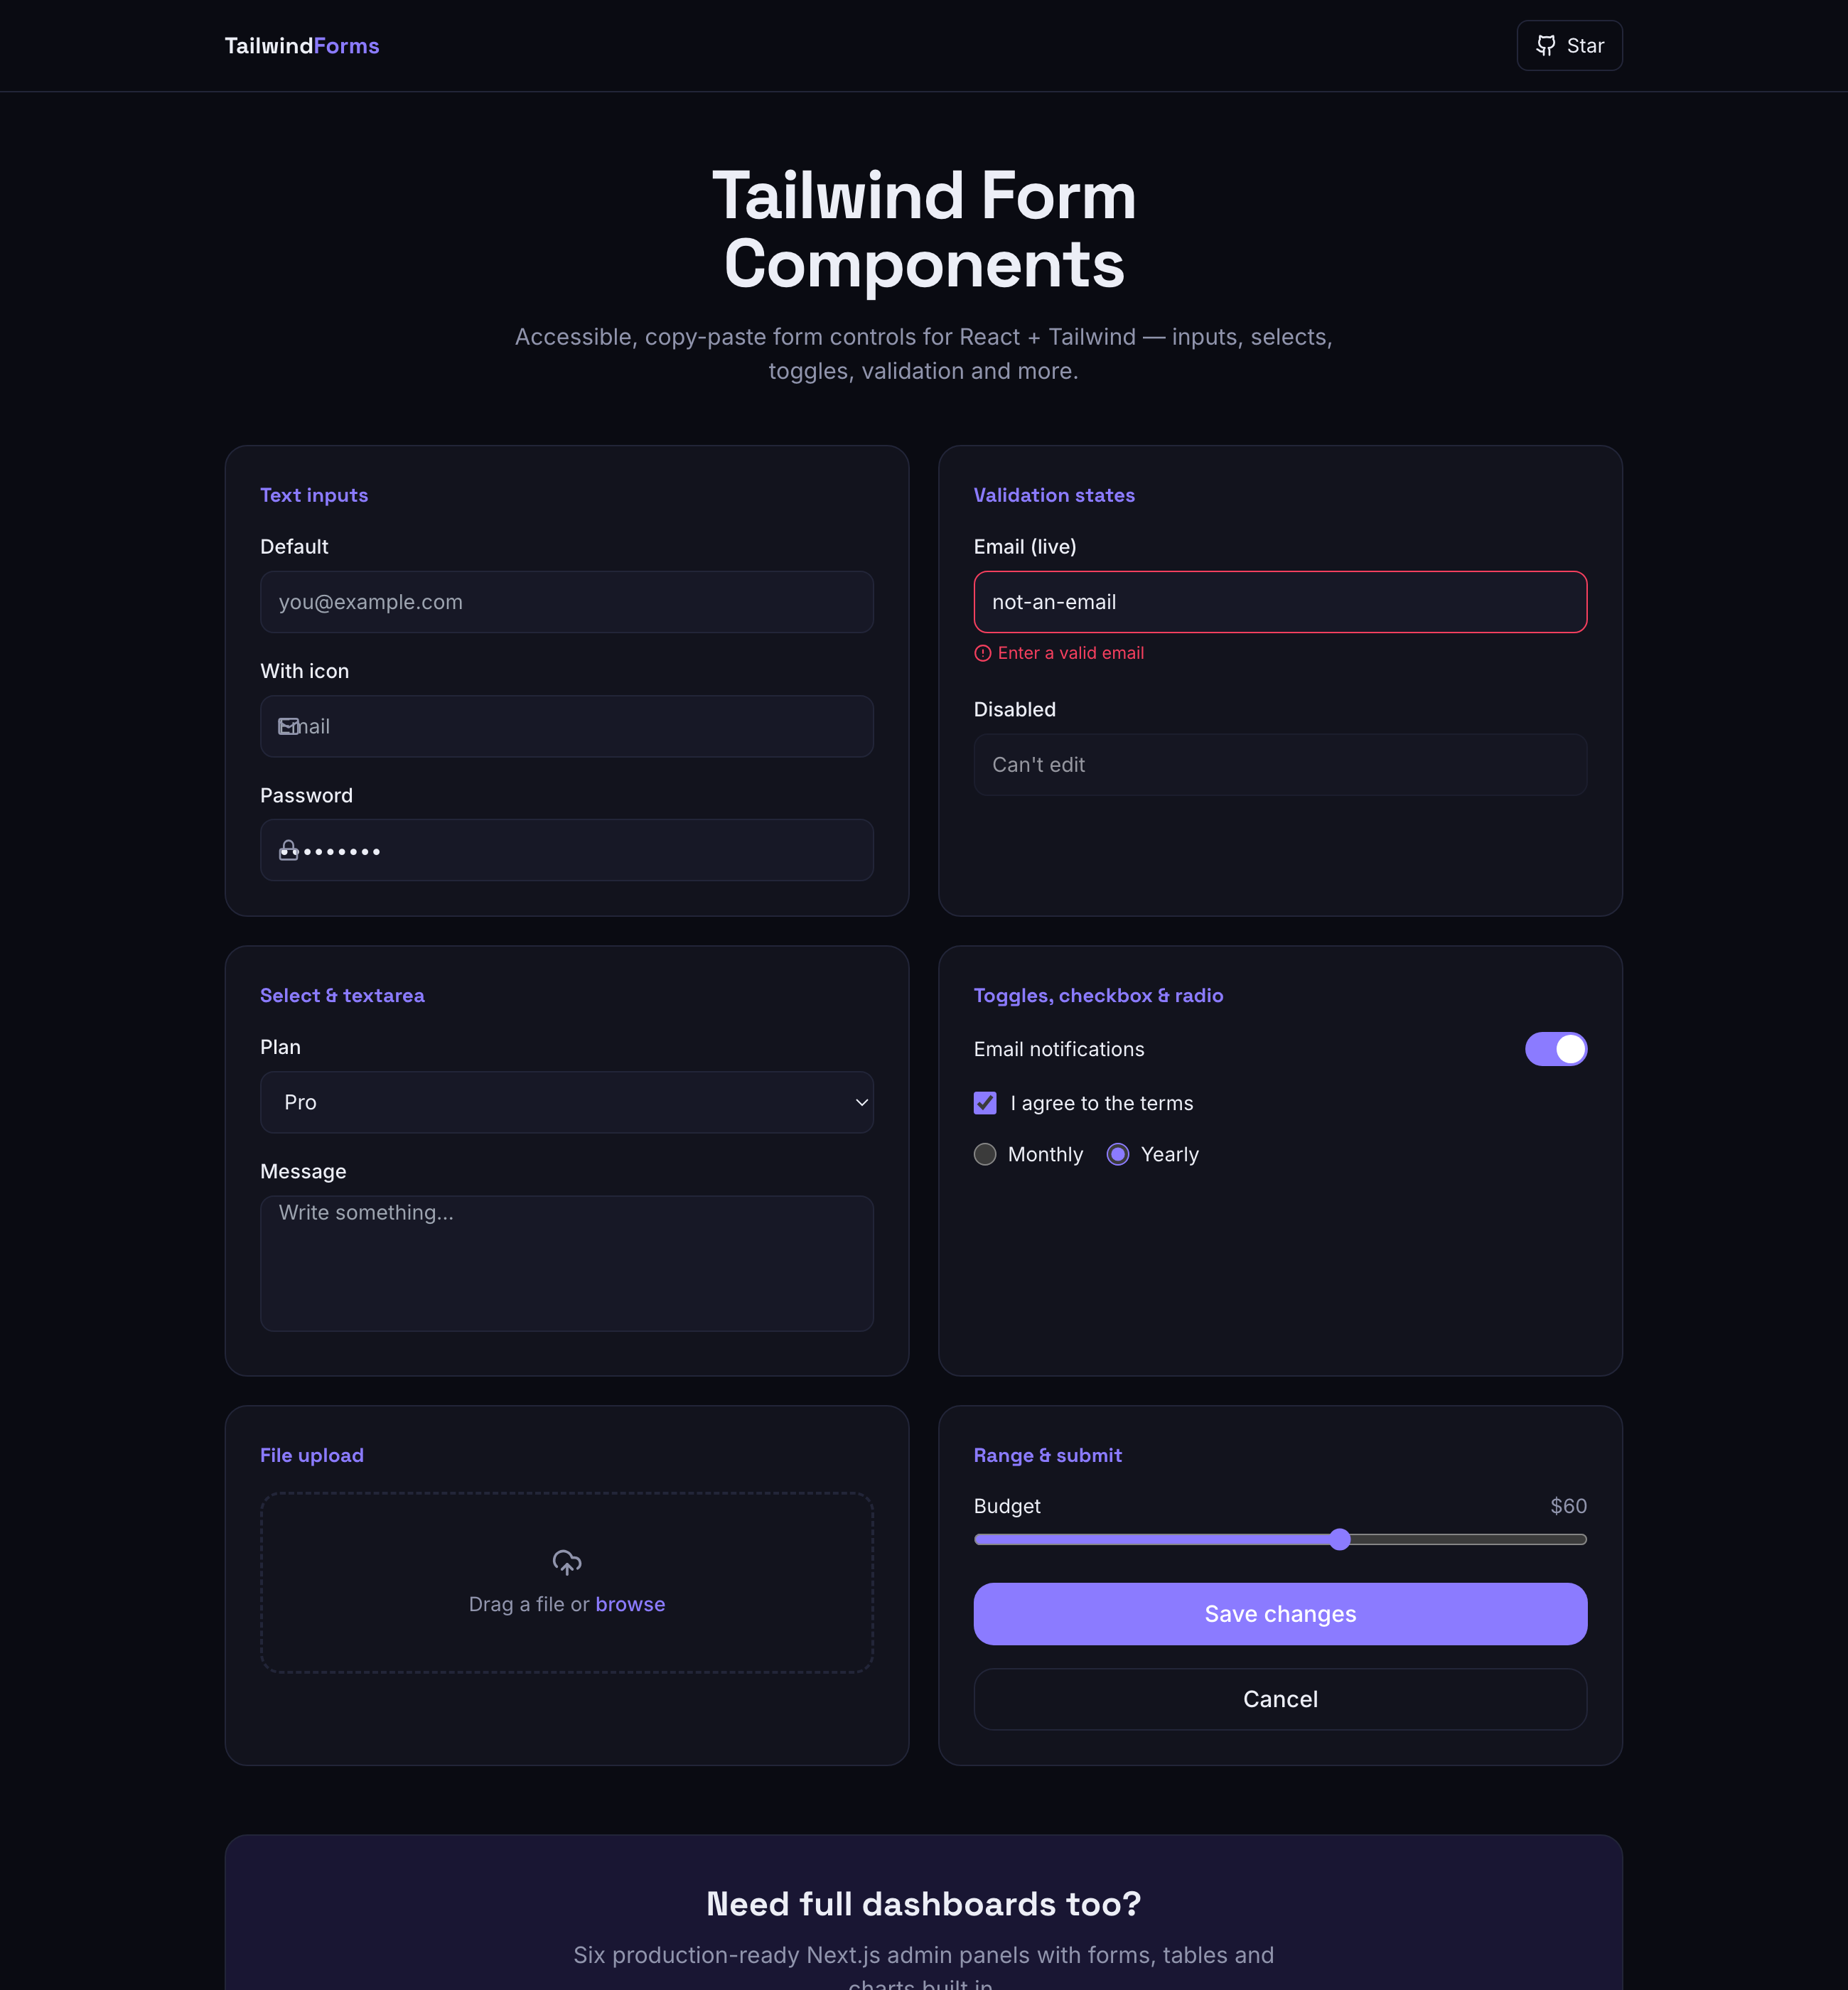 TailwindForms
Star
Tailwind Form
Components
Accessible, copy-paste form controls for React + Tailwind — inputs, selects,
toggles, validation and more.
Text inputs
Default
you@example.com
With icon
Email
Password
Validation states
Email (live)
not-an-email
Enter a valid email
Disabled
Can't edit
Select & textarea
Plan
Pro
Message
Write something...
Toggles, checkbox & radio
Email notifications
I agree to the terms
Monthly
Yearly
File upload
Drag a file or browse
Range & submit
Budget
$60
Save changes
Cancel
Need full dashboards too?
Six production-ready Next.js admin panels with forms, tables and
charts built in.